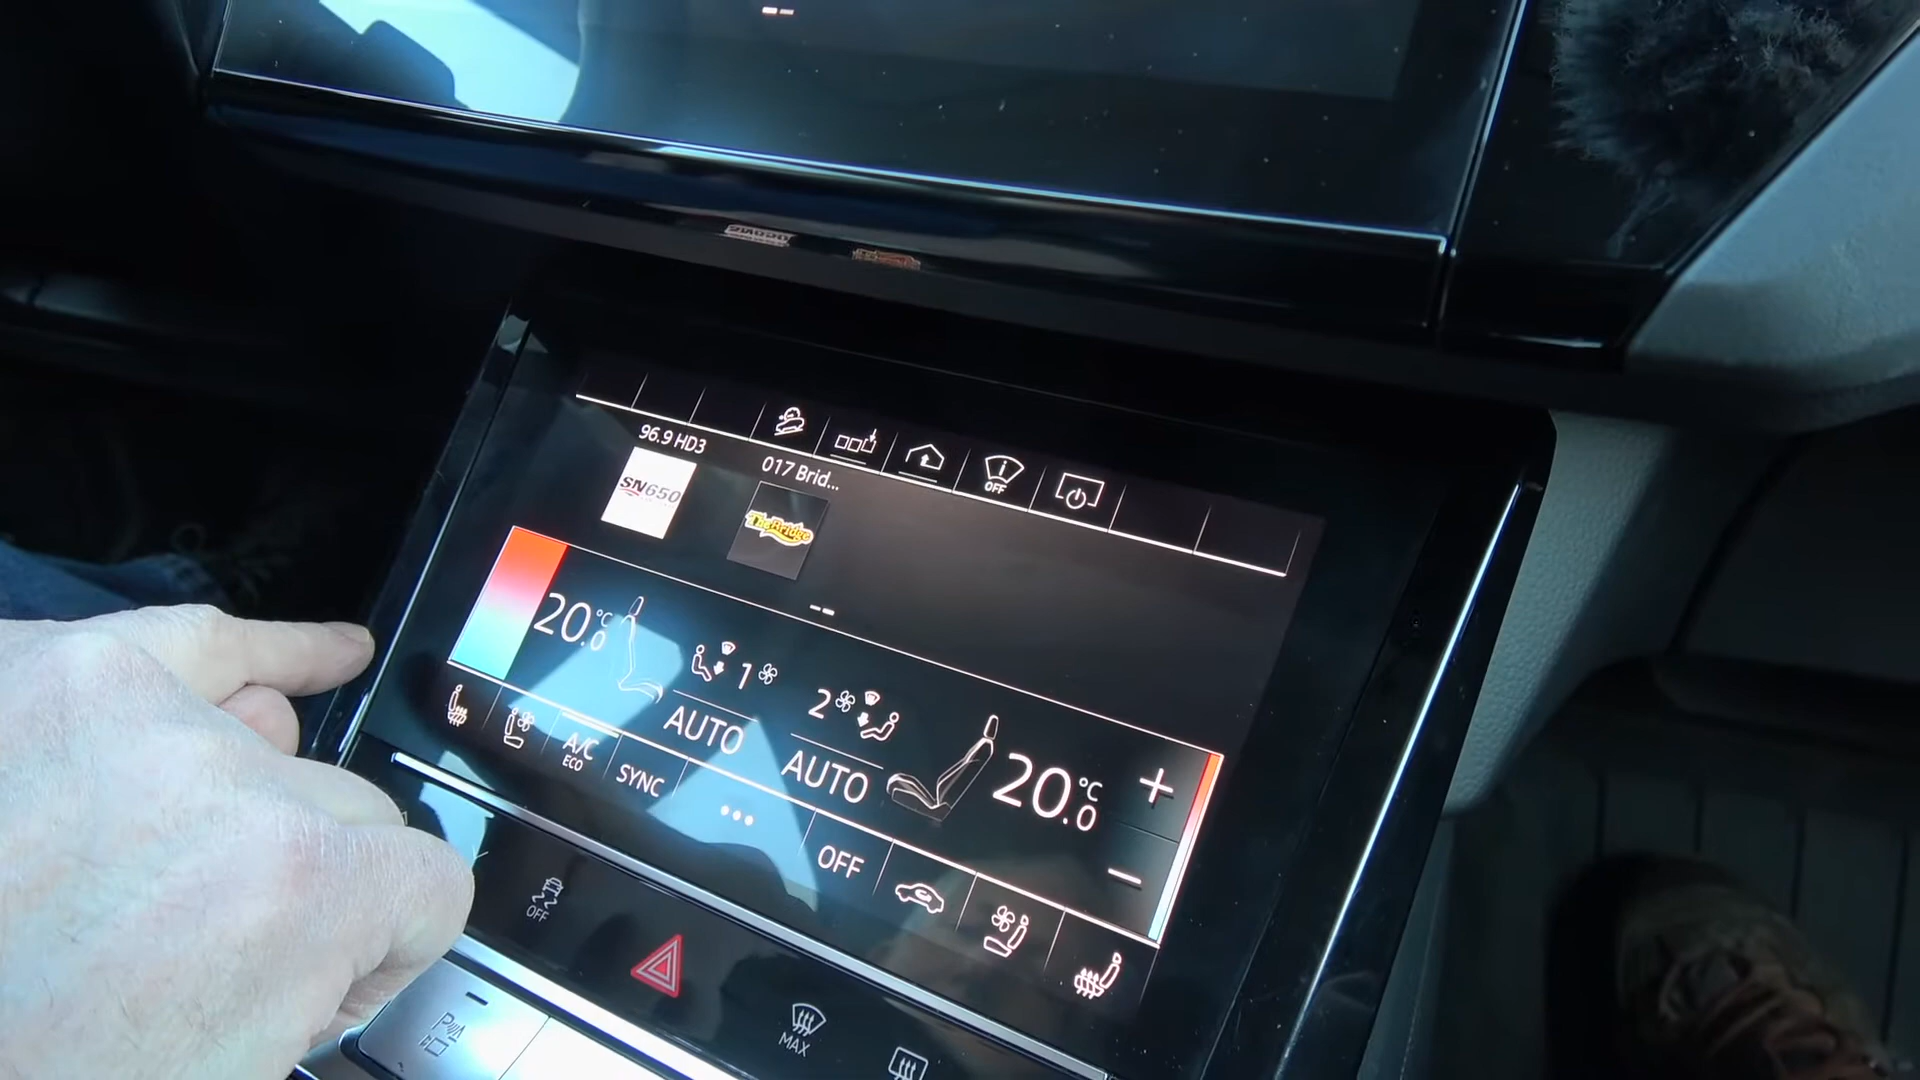 96.9 HD3
017 Brid...
SN650
TheBridge
OFF
20.0 °C
1
2
AUTO
AUTO
20.0 °C
+
−
A/C
ECO
SYNC
...
OFF
OFF
MAX
P